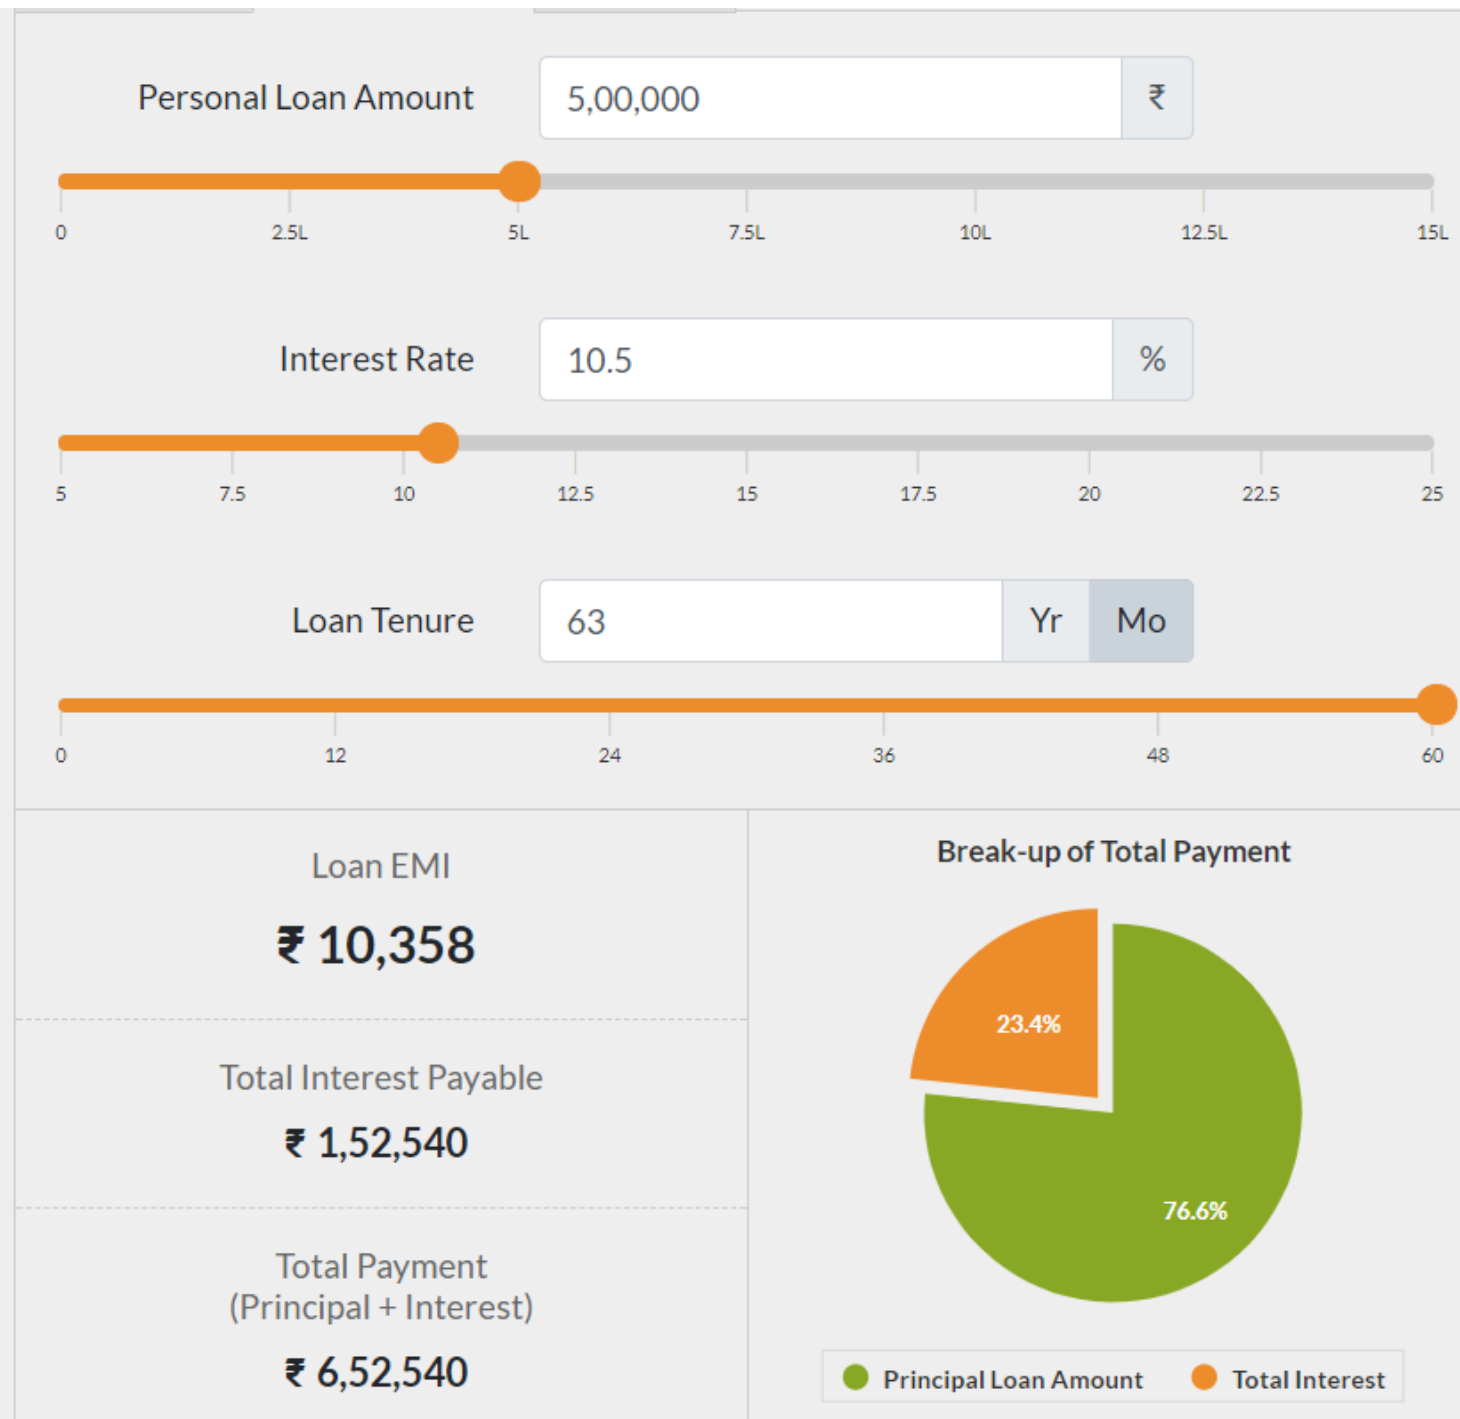 Personal Loan Amount 5,00,000 ₹
0 2.5L 5L 7.5L 10L 12.5L 15L
Interest Rate 10.5 %
5 7.5 10 12.5 15 17.5 20 22.5 25
Loan Tenure 63 Yr Mo
0 12 24 36 48 60
Loan EMI
₹ 10,358
Total Interest Payable
₹ 1,52,540
Total Payment
(Principal + Interest)
₹ 6,52,540
Break-up of Total Payment
23.4%
76.6%
Principal Loan Amount Total Interest